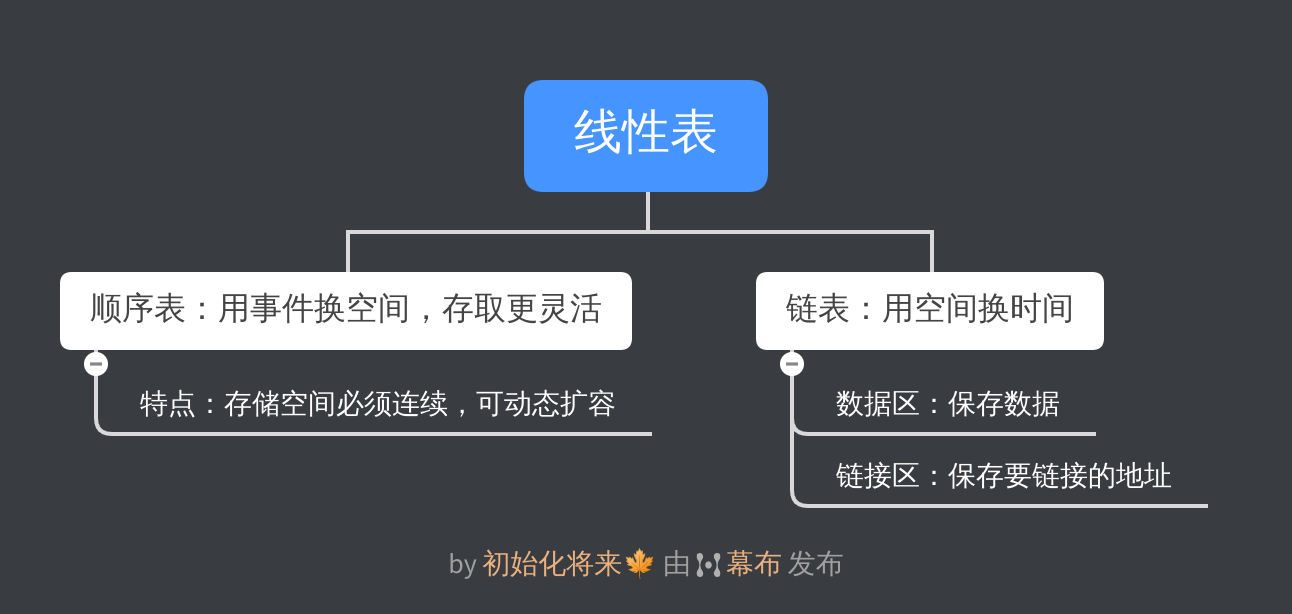 线性表
顺序表：用事件换空间，存取更灵活
链表：用空间换时间
特点：存储空间必须连续，可动态扩容
数据区：保存数据
链接区：保存要链接的地址
by 初始化将来🍁 由 幕布 发布